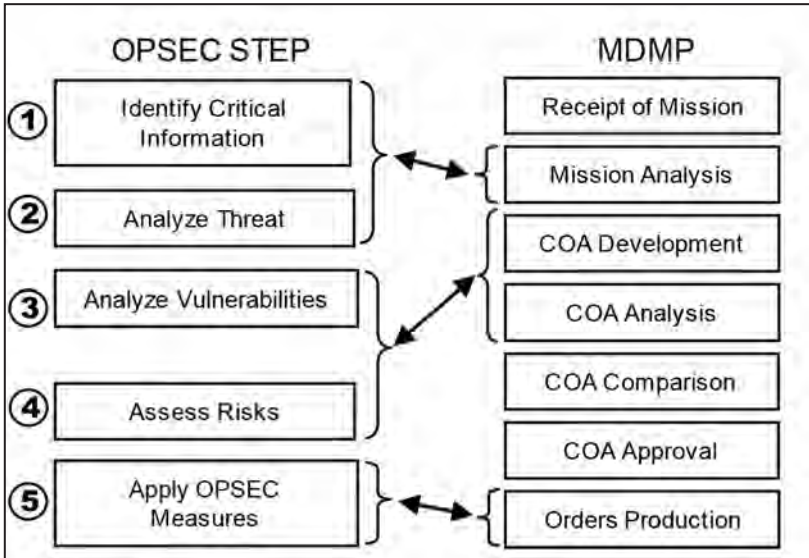 OPSEC STEP
1
Identify Critical
Information
2
Analyze Threat
3
Analyze Vulnerabilities
4
Assess Risks
5
Apply OPSEC
Measures
MDMP
Receipt of Mission
Mission Analysis
COA Development
COA Analysis
COA Comparison
COA Approval
Orders Production